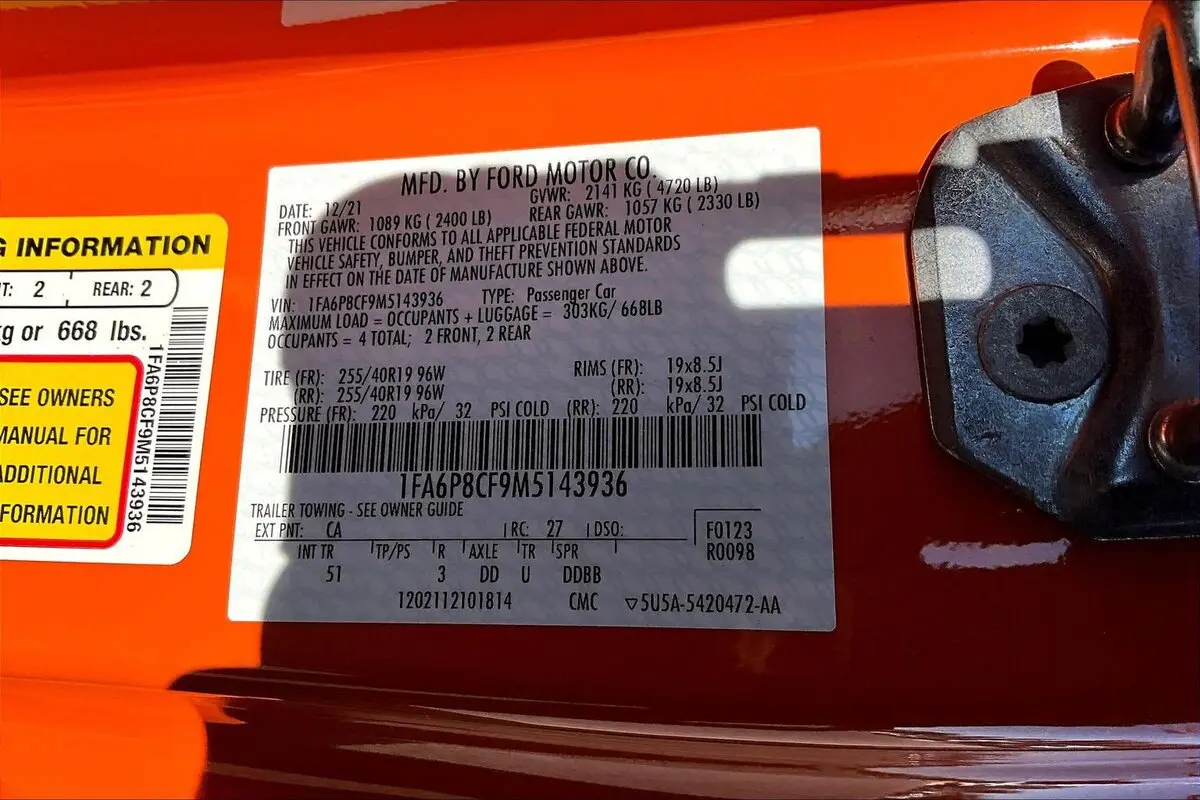 G INFORMATION
T: 2 REAR: 2
kg or 668 lbs.
SEE OWNERS
MANUAL FOR
ADDITIONAL
FORMATION
1FA6P8CF9M5143936
MFD. BY FORD MOTOR CO.
DATE: 12/21 GVWR: 2141 KG ( 4720 LB)
FRONT GAWR: 1089 KG ( 2400 LB) REAR GAWR: 1057 KG ( 2330 LB)
THIS VEHICLE CONFORMS TO ALL APPLICABLE FEDERAL MOTOR
VEHICLE SAFETY, BUMPER, AND THEFT PREVENTION STANDARDS
IN EFFECT ON THE DATE OF MANUFACTURE SHOWN ABOVE.
VIN: 1FA6P8CF9M5143936 TYPE: Passenger Car
MAXIMUM LOAD = OCCUPANTS + LUGGAGE = 303KG/ 668LB
OCCUPANTS = 4 TOTAL; 2 FRONT, 2 REAR
TIRE (FR): 255/40R19 96W RIMS (FR): 19x8.5J
(RR): 255/40R19 96W (RR): 19x8.5J
PRESSURE (FR): 220 kPa/ 32 PSI COLD (RR): 220 kPa/ 32 PSI COLD
1FA6P8CF9M5143936
TRAILER TOWING - SEE OWNER GUIDE
EXT PNT: CA RC: 27 DSO: F0123
INT TR TP/PS R AXLE TR SPR R0098
51 3 DD U DDBB
1202112101814 CMC ▽5U5A-5420472-AA